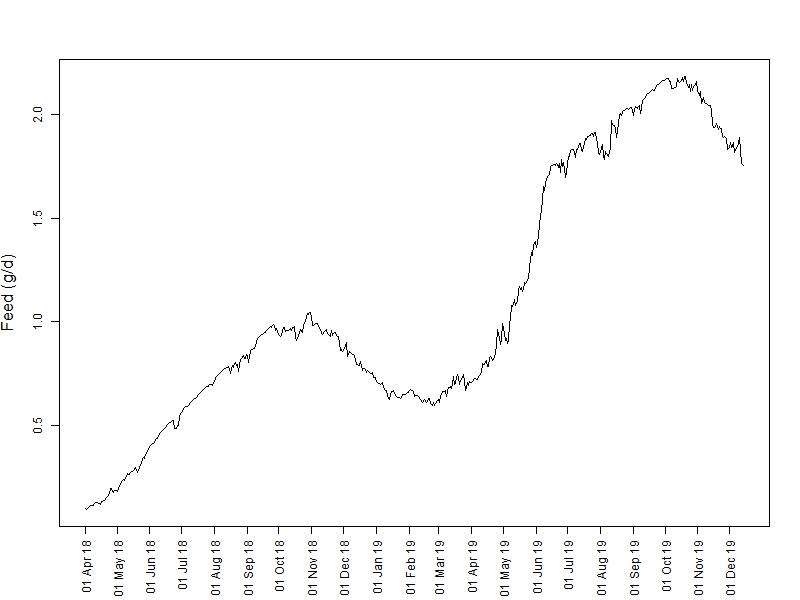 Feed (g/d)
2.0
1.5
1.0
0.5
01 Apr 18
01 May 18
01 Jun 18
01 Jul 18
01 Aug 18
01 Sep 18
01 Oct 18
01 Nov 18
01 Dec 18
01 Jan 19
01 Feb 19
01 Mar 19
01 Apr 19
01 May 19
01 Jun 19
01 Jul 19
01 Aug 19
01 Sep 19
01 Oct 19
01 Nov 19
01 Dec 19